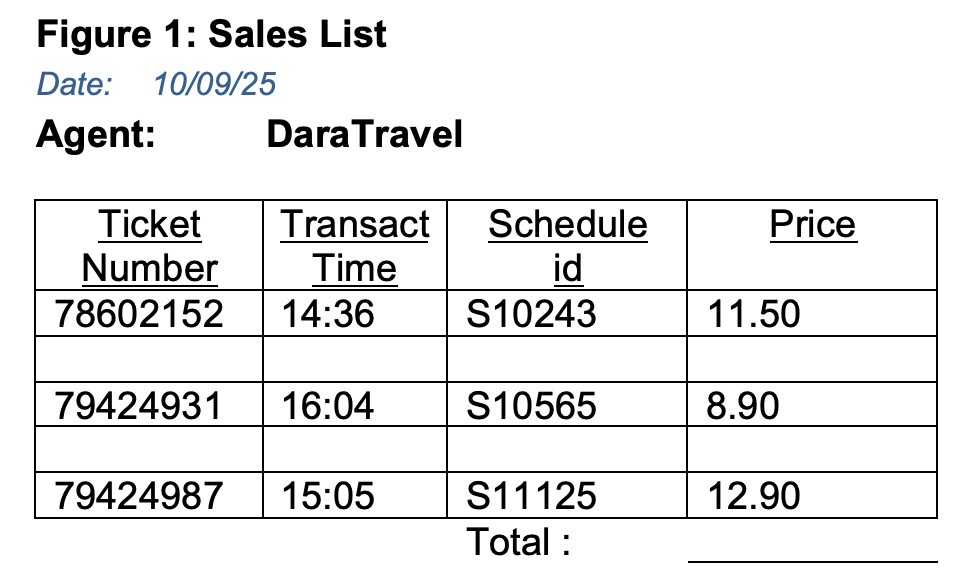 Figure 1: Sales List
Date: 10/09/25
Agent: DaraTravel
Ticket Number Transact Time Schedule id Price
78602152 14:36 S10243 11.50
79424931 16:04 S10565 8.90
79424987 15:05 S11125 12.90
Total :